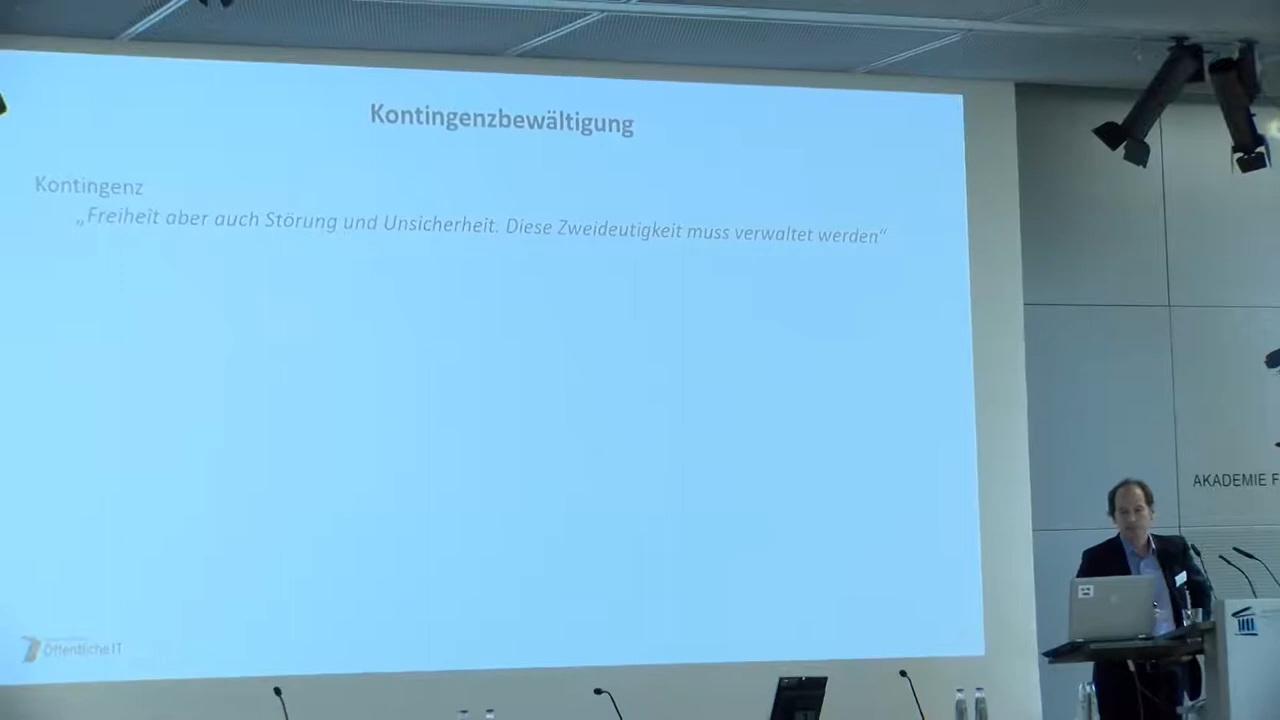 Kontingenzbewältigung
Kontingenz
„Freiheit aber auch Störung und Unsicherheit. Diese Zweideutigkeit muss verwaltet werden“
Öffentliche IT
AKADEMIE F